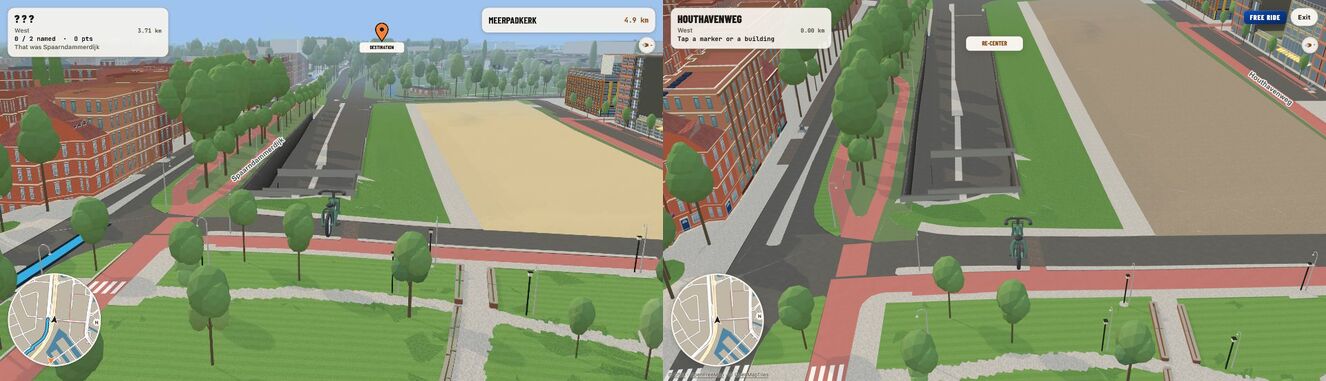 ???
West 3.71 km
0 / 2 named · 0 pts
That was Spaarndammerdijk
DESTINATION
MEERPADKERK 4.9 km
Spaarndammerdijk
N
HOUTHAVENWEG
West 0.00 km
Tap a marker or a building
RE-CENTER
FREE RIDE
Exit
Houthavenweg
N